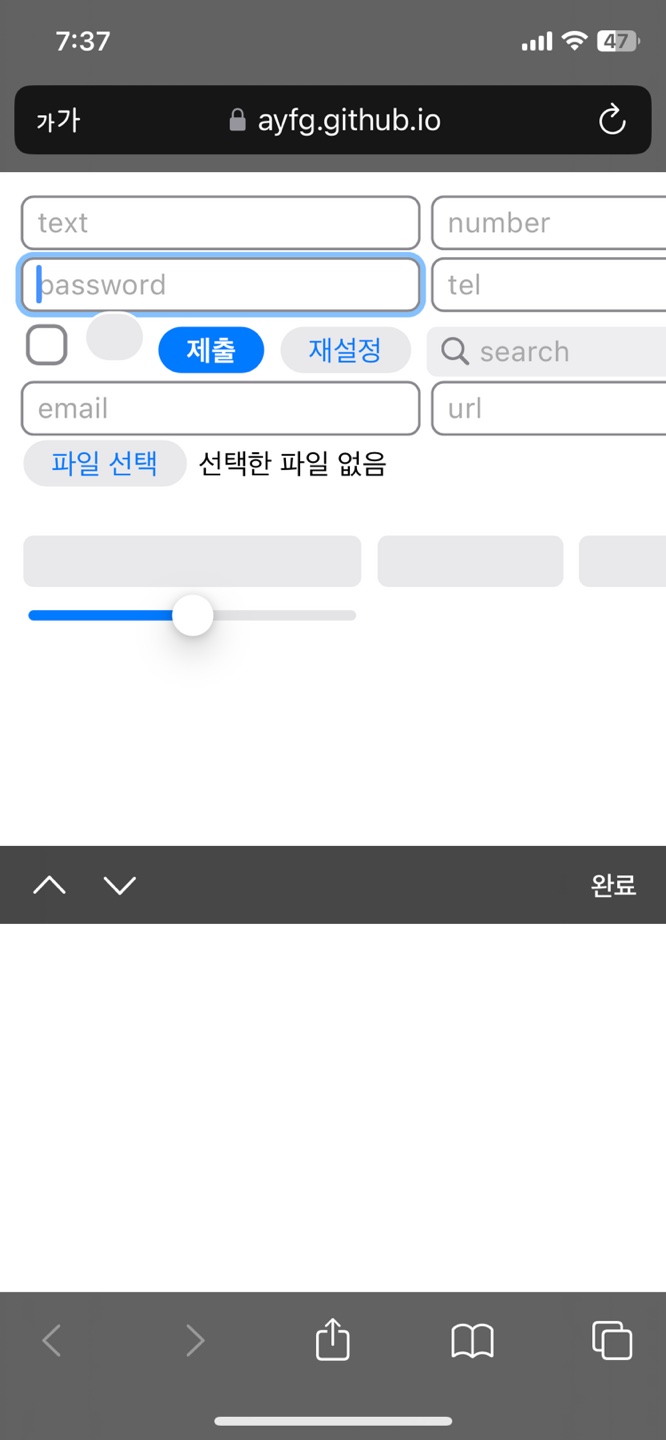 7:37
47
가가
ayfg.github.io
text
number
password
tel
제출
재설정
search
email
url
파일 선택
선택한 파일 없음
완료